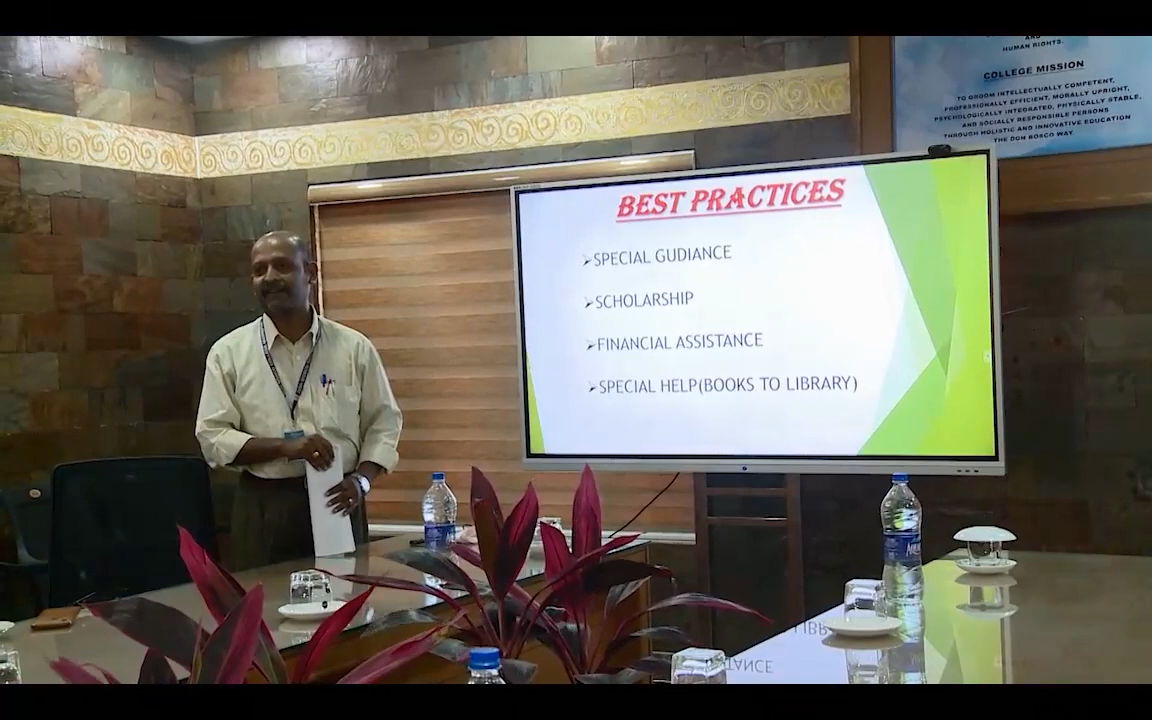 AND
HUMAN RIGHTS.
COLLEGE MISSION
TO GROOM INTELLECTUALLY COMPETENT,
PROFESSIONALLY EFFICIENT, MORALLY UPRIGHT,
PSYCHOLOGICALLY INTEGRATED, PHYSICALLY STABLE,
AND SOCIALLY RESPONSIBLE PERSONS
THROUGH HOLISTIC AND INNOVATIVE EDUCATION
THE DON BOSCO WAY.
BEST PRACTICES
➢SPECIAL GUDIANCE
➢SCHOLARSHIP
➢FINANCIAL ASSISTANCE
➢SPECIAL HELP(BOOKS TO LIBRARY)